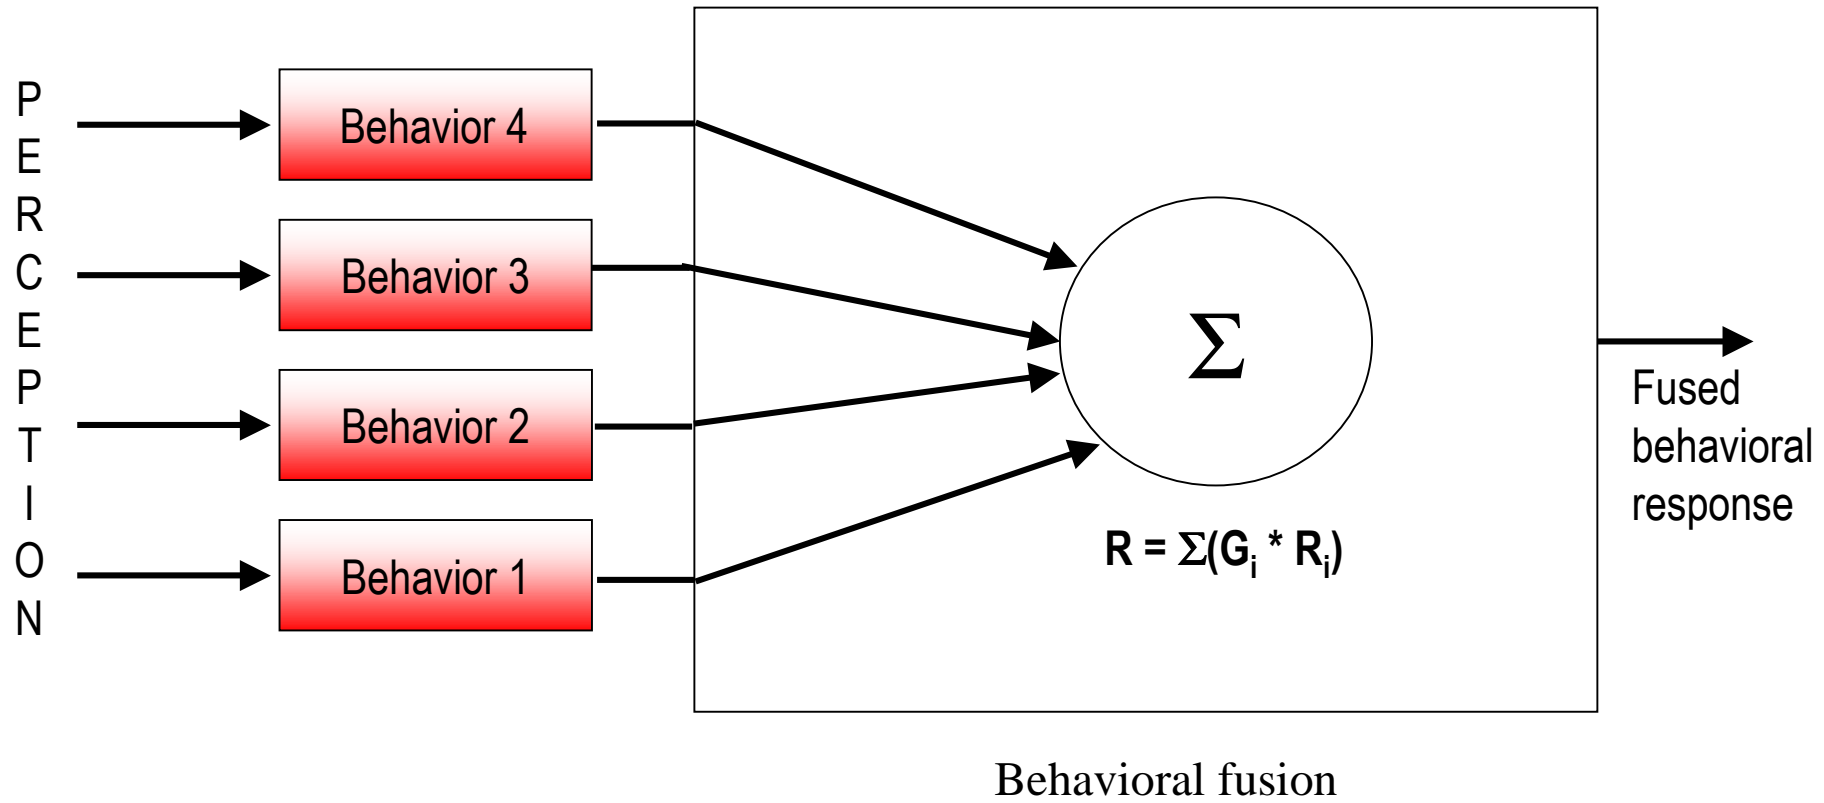 P
E
R
C
E
P
T
I
O
N
Behavior 4
Behavior 3
Behavior 2
Behavior 1
Σ
R = Σ(Gi * Ri)
Fused
behavioral
response
Behavioral fusion